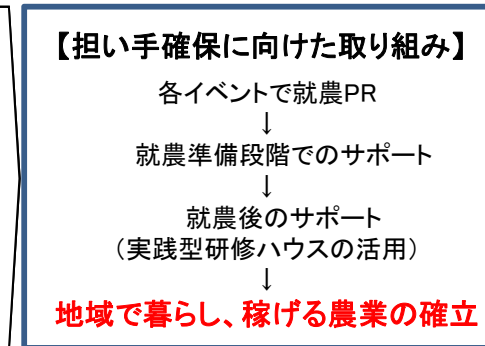 【担い手確保に向けた取り組み】
各イベントで就農PR
↓
就農準備段階でのサポート
↓
就農後のサポート
（実践型研修ハウスの活用）
↓
地域で暮らし、稼げる農業の確立